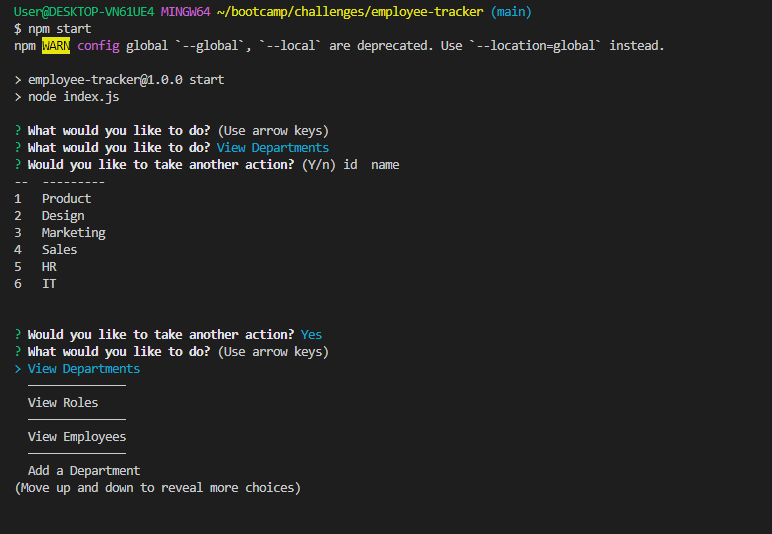 User@DESKTOP-VN61UE4 MINGW64 ~/bootcamp/challenges/employee-tracker (main)
$ npm start
npm WARN config global `--global`, `--local` are deprecated. Use `--location=global` instead.
> employee-tracker@1.0.0 start
> node index.js
? What would you like to do? (Use arrow keys)
? What would you like to do? View Departments
? Would you like to take another action? (Y/n) id  name
--  ---------
1   Product
2   Design
3   Marketing
4   Sales
5   HR
6   IT
? Would you like to take another action? Yes
? What would you like to do? (Use arrow keys)
> View Departments
──────────────
View Roles
──────────────
View Employees
──────────────
Add a Department
(Move up and down to reveal more choices)